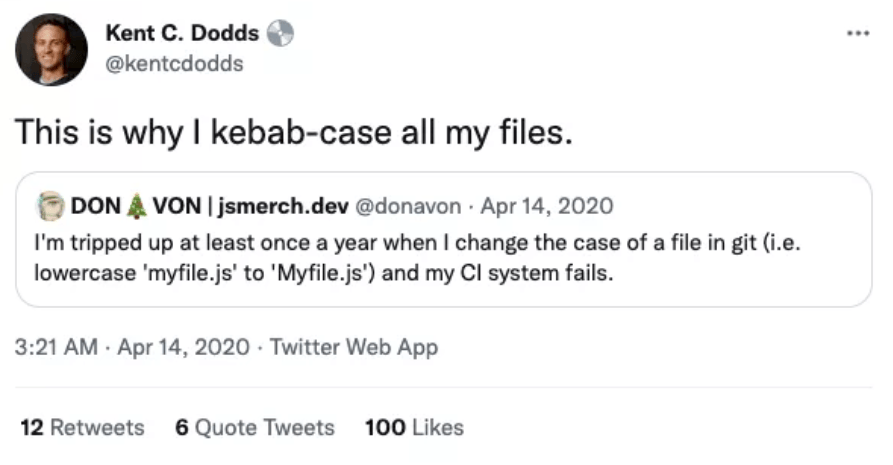 Kent C. Dodds
@kentcdodds
This is why I kebab-case all my files.
DON🎄VON | jsmerch.dev @donavon · Apr 14, 2020
I'm tripped up at least once a year when I change the case of a file in git (i.e.
lowercase 'myfile.js' to 'Myfile.js') and my CI system fails.
3:21 AM · Apr 14, 2020 · Twitter Web App
12 Retweets 6 Quote Tweets 100 Likes